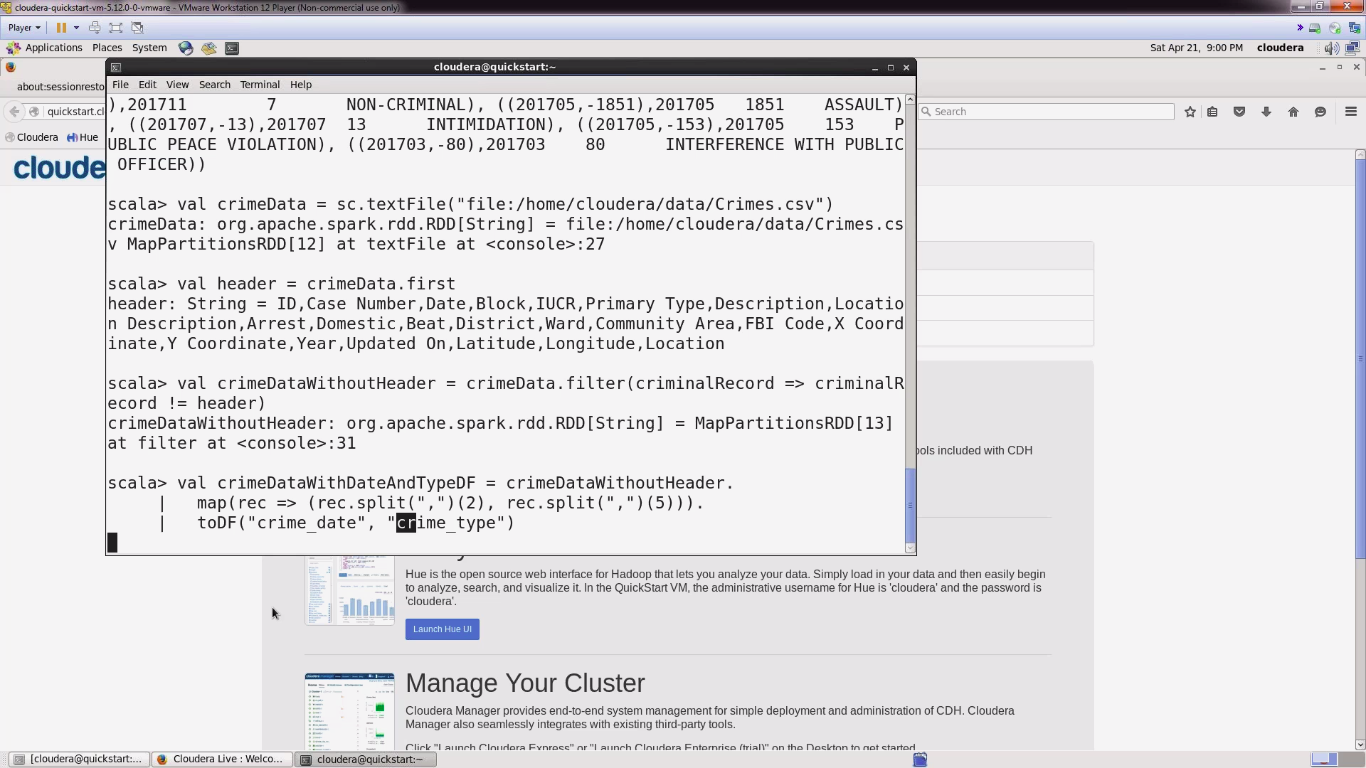 cloudera-quickstart-vm-5.12.0-0-vmware - VMware Workstation 12 Player (Non-commercial use only)
Player
Applications Places System
Sat Apr 21, 9:00 PM cloudera
cloudera@quickstart:~
File Edit View Search Terminal Help
about:sessionresto
quickstart.cl
Search
Cloudera Hue
cloudera
),201711 7 NON-CRIMINAL), ((201705,-1851),201705 1851 ASSAULT)
, ((201707,-13),201707 13 INTIMIDATION), ((201705,-153),201705 153 P
UBLIC PEACE VIOLATION), ((201703,-80),201703 80 INTERFERENCE WITH PUBLIC
OFFICER))
scala> val crimeData = sc.textFile("file:/home/cloudera/data/Crimes.csv")
crimeData: org.apache.spark.rdd.RDD[String] = file:/home/cloudera/data/Crimes.cs
v MapPartitionsRDD[12] at textFile at <console>:27
scala> val header = crimeData.first
header: String = ID,Case Number,Date,Block,IUCR,Primary Type,Description,Locatio
n Description,Arrest,Domestic,Beat,District,Ward,Community Area,FBI Code,X Coord
inate,Y Coordinate,Year,Updated On,Latitude,Longitude,Location
scala> val crimeDataWithoutHeader = crimeData.filter(criminalRecord => criminalR
ecord != header)
crimeDataWithoutHeader: org.apache.spark.rdd.RDD[String] = MapPartitionsRDD[13]
at filter at <console>:31
scala> val crimeDataWithDateAndTypeDF = crimeDataWithoutHeader.
| map(rec => (rec.split(",")(2), rec.split(",")(5))).
| toDF("crime_date", "crime_type")
ools included with CDH
Hue is the open source web interface for Hadoop that lets you analyze your data. Simply load in your data and then easily begin
to analyze, search, and visualize it. In the QuickStart VM, the administrative username for Hue is 'cloudera' and the password is
'cloudera'.
Launch Hue UI
Manage Your Cluster
Cloudera Manager provides end-to-end system management for simple deployment and administration of CDH. Cloudera
Manager also seamlessly integrates with existing third-party tools.
Click "Launch Cloudera Express" or "Launch Cloudera Enterprise (trial)" on the Desktop to get started
[cloudera@quickstart:... Cloudera Live : Welco... cloudera@quickstart:~